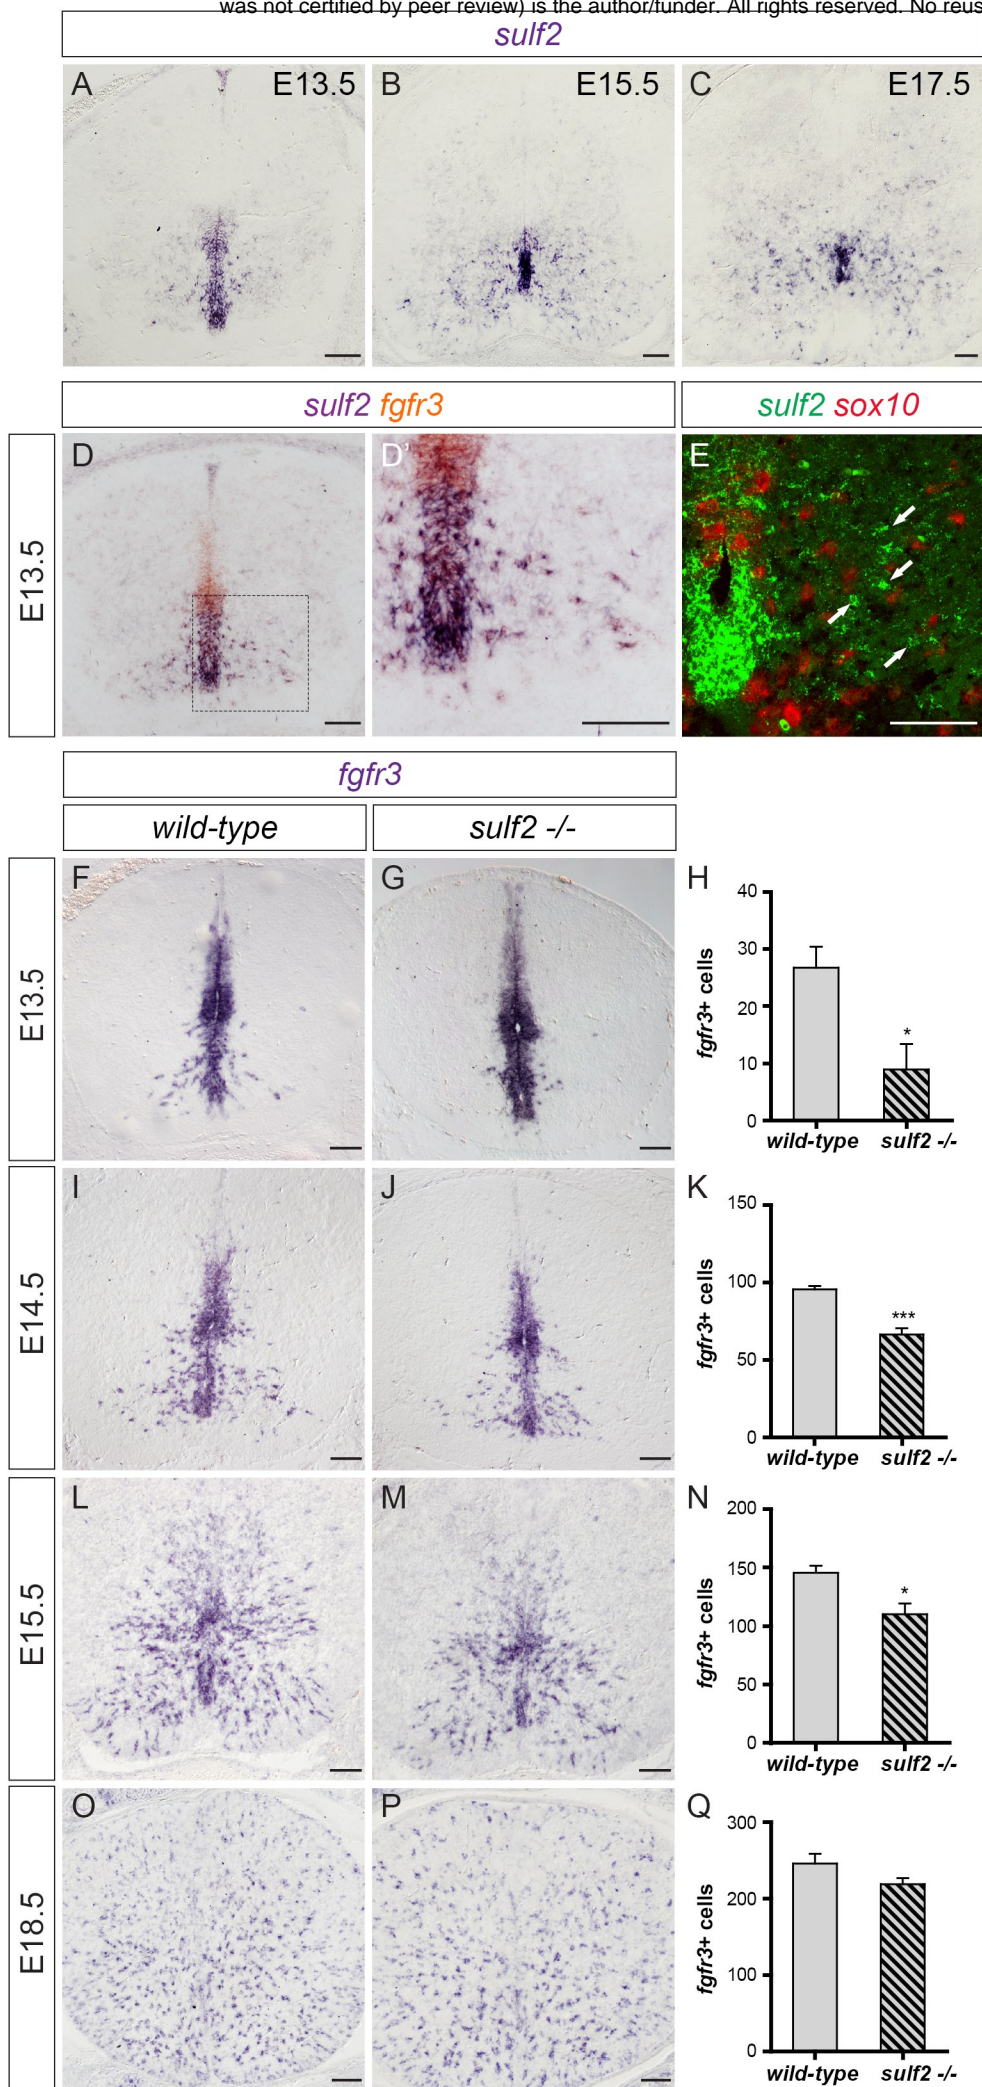 was not certified by peer review) is the author/funder. All rights reserved. No reus
sulf2
A E13.5 B E15.5 C E17.5
sulf2 fgfr3 sulf2 sox10
E13.5 D D' E
fgfr3
wild-type sulf2 -/-
E13.5 F G H
40
30
20
10
0
fgfr3+ cells
*
wild-type sulf2 -/-
E14.5 I J K
150
100
50
0
fgfr3+ cells
***
wild-type sulf2 -/-
E15.5 L M N
200
150
100
50
0
fgfr3+ cells
*
wild-type sulf2 -/-
E18.5 O P Q
300
200
100
0
fgfr3+ cells
wild-type sulf2 -/-